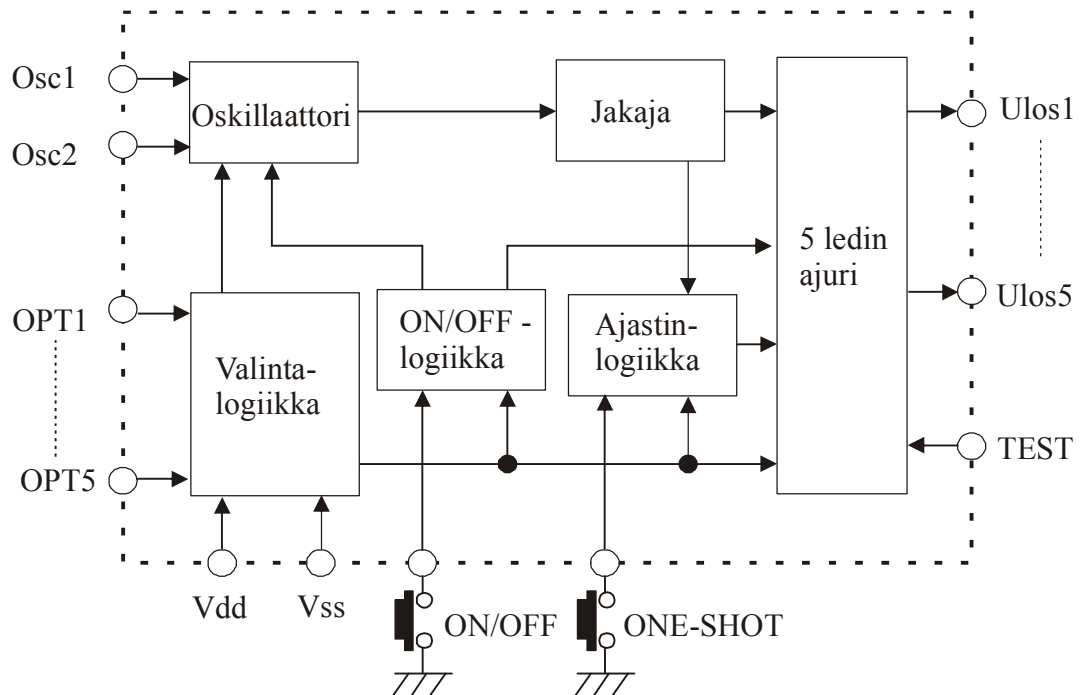 Osc1
Oskillaattori
Jakaja
Ulos1
Osc2
5 ledin
ajuri
Ulos5
OPT1
ON/OFF -
logiikka
Ajastin-
logiikka
Valinta-
logiikka
TEST
OPT5
Vdd
Vss
ON/OFF
ONE-SHOT